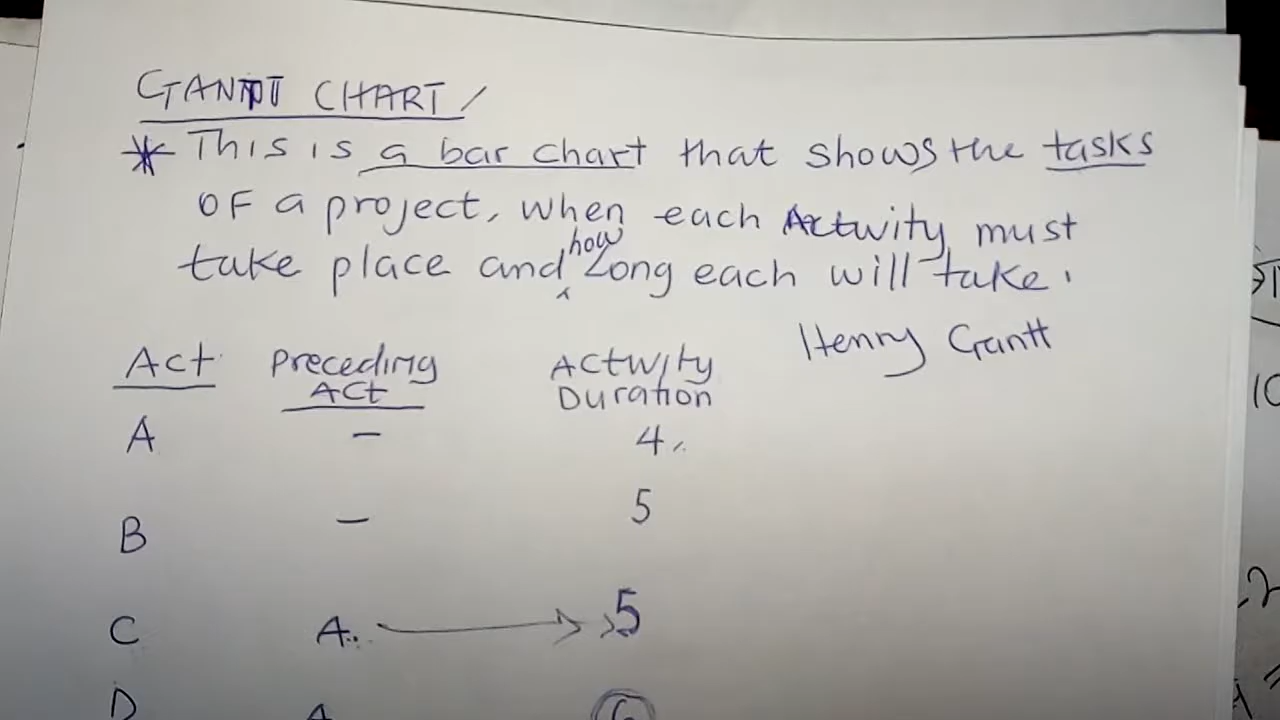 GANTT CHART /
* This is a bar chart that shows the tasks
of a project, when each Activity must
take place and how Long each will take.
Henry Gantt
Act Preceding Act Activity Duration
A – 4
B – 5
C A → 5
D A